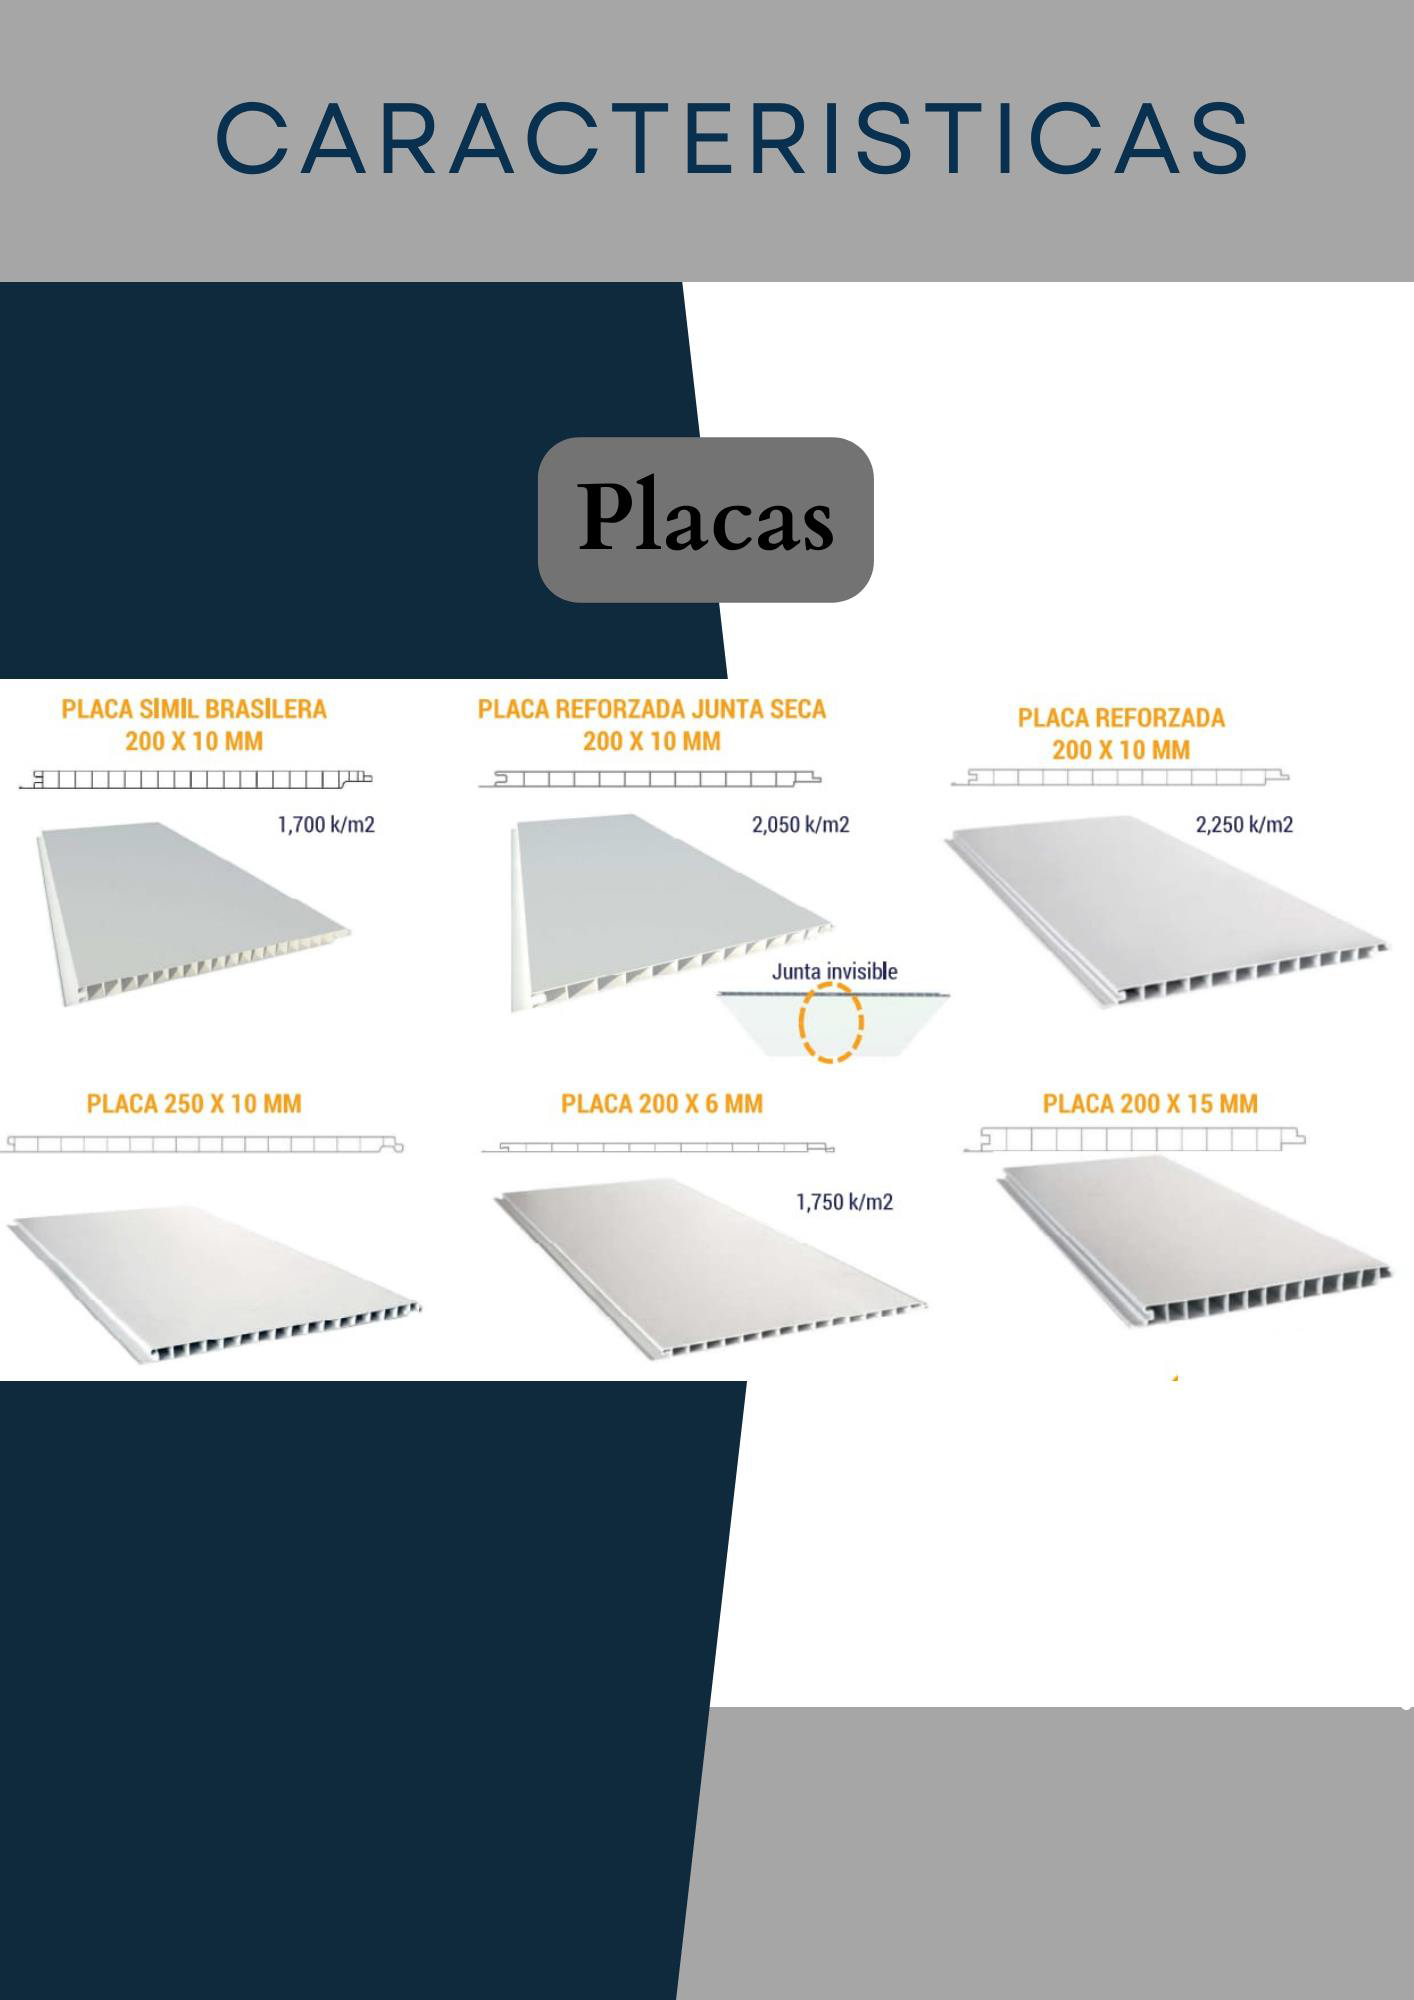 CARACTERISTICAS
Placas
PLACA SÍMIL BRASÍLERA
200 X 10 MM
1,700 k/m2
PLACA REFORZADA JUNTA SECA
200 X 10 MM
2,050 k/m2
Junta invisible
PLACA REFORZADA
200 X 10 MM
2,250 k/m2
PLACA 250 X 10 MM
PLACA 200 X 6 MM
1,750 k/m2
PLACA 200 X 15 MM